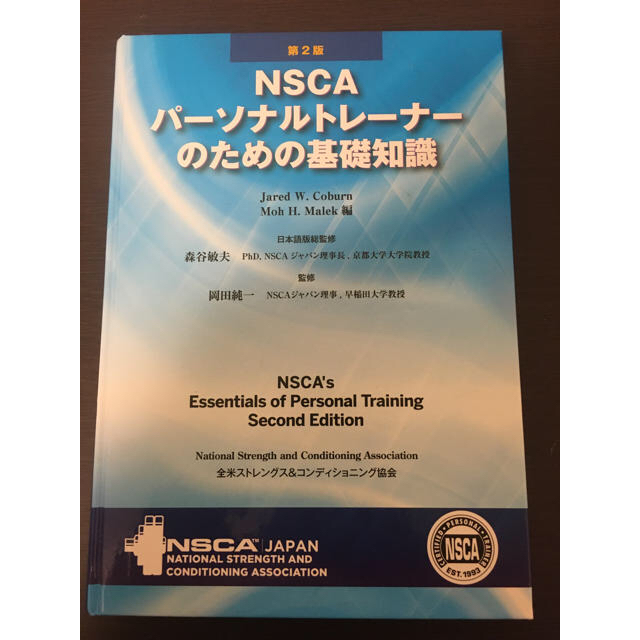 第2版
NSCA
パーソナルトレーナー
のための基礎知識
Jared W. Coburn
Moh H. Malek 編
日本語版総監修
森谷敏夫 PhD, NSCA ジャパン理事長, 京都大学大学院教授
監修
岡田純一 NSCAジャパン理事, 早稲田大学教授
NSCA's
Essentials of Personal Training
Second Edition
National Strength and Conditioning Association
全米ストレングス&コンディショニング協会
NSCA™ JAPAN
NATIONAL STRENGTH AND
CONDITIONING ASSOCIATION
CERTIFIED • PERSONAL • TRAINER
NSCA
EST. 1993